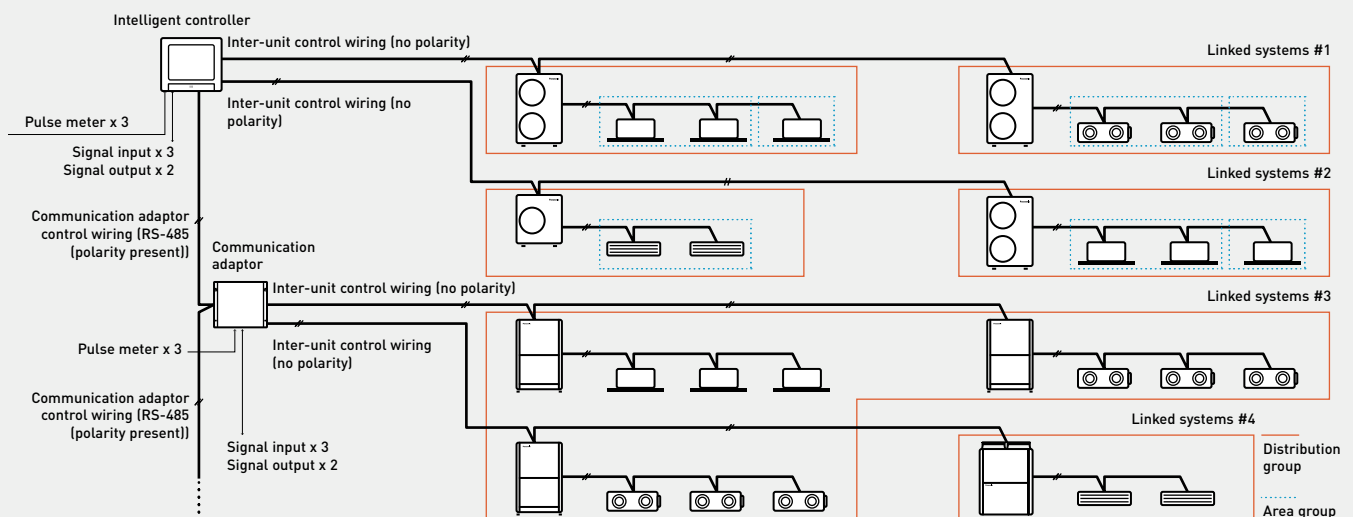 Intelligent controller
Inter-unit control wiring (no polarity)
Linked systems #1
Inter-unit control wiring (no
polarity)
Pulse meter x 3
Signal input x 3
Signal output x 2
Linked systems #2
Communication adaptor
control wiring (RS-485
(polarity present))
Communication
adaptor
Inter-unit control wiring (no polarity)
Linked systems #3
Pulse meter x 3
Inter-unit control wiring
(no polarity)
Communication adaptor
control wiring (RS-485
(polarity present))
Signal input x 3
Signal output x 2
Linked systems #4
Distribution
group
Area group